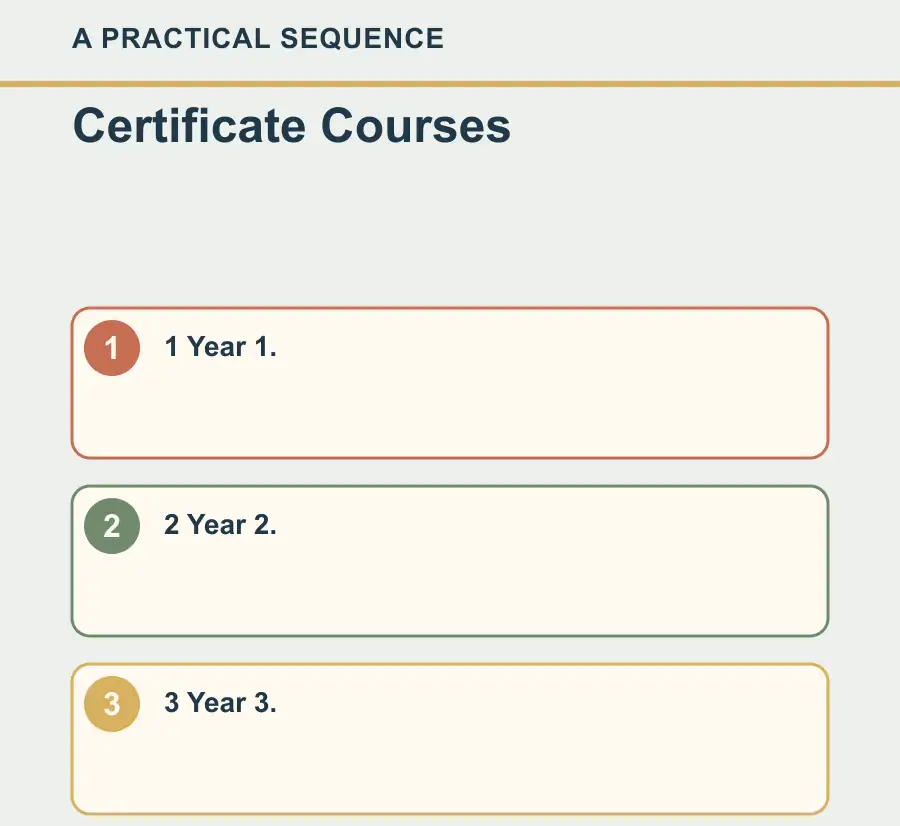 A PRACTICAL SEQUENCE
Certificate Courses
1 1 Year 1.
2 2 Year 2.
3 3 Year 3.